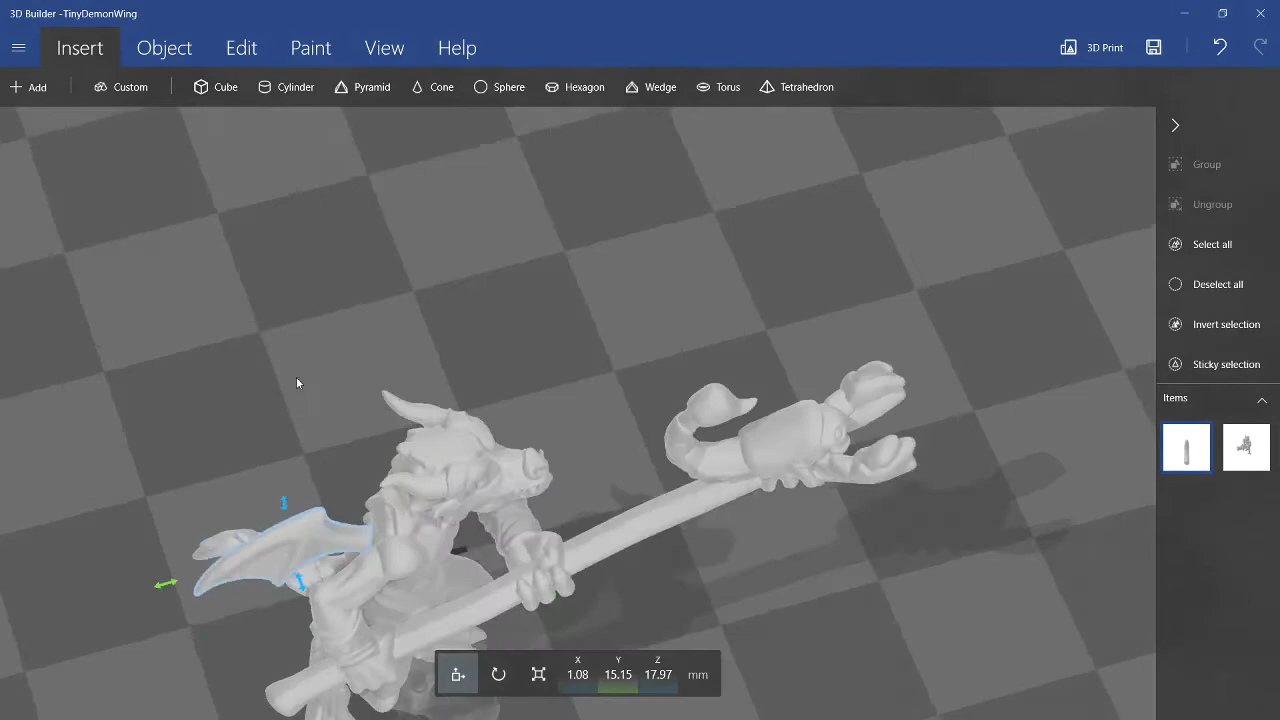 3D Builder -TinyDemonWing
Insert Object Edit Paint View Help 3D Print
Add Custom Cube Cylinder Pyramid Cone Sphere Hexagon Wedge Torus Tetrahedron
Group
Ungroup
Select all
Deselect all
Invert selection
Sticky selection
Items
X Y Z
1.08 15.15 17.97 mm